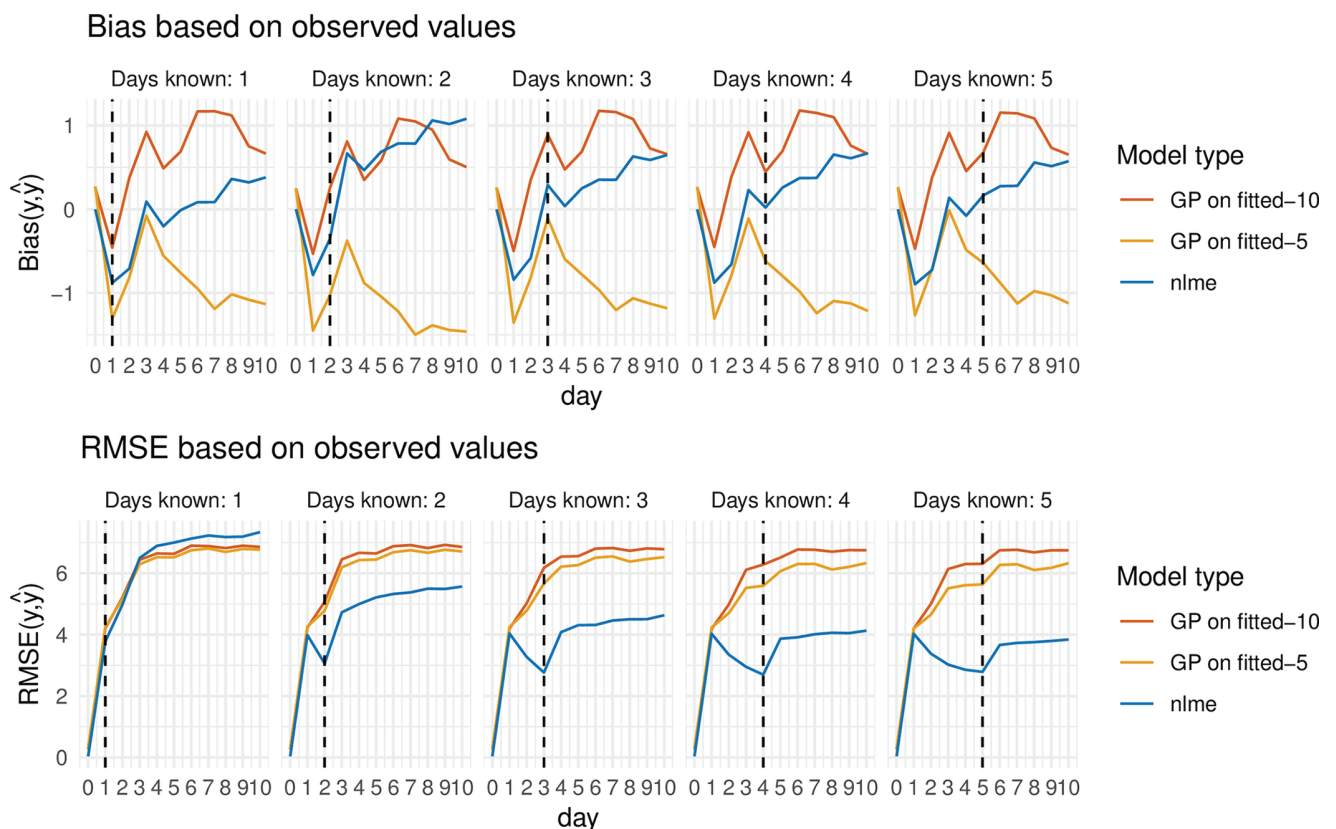 Bias based on observed values
Days known: 1 Days known: 2 Days known: 3 Days known: 4 Days known: 5
Bias(y,ŷ)
1
0
−1
0 1 2 3 4 5 6 7 8 910 0 1 2 3 4 5 6 7 8 910 0 1 2 3 4 5 6 7 8 910 0 1 2 3 4 5 6 7 8 910 0 1 2 3 4 5 6 7 8 910
day
Model type
GP on fitted−10
GP on fitted−5
nlme
RMSE based on observed values
Days known: 1 Days known: 2 Days known: 3 Days known: 4 Days known: 5
RMSE(y,ŷ)
6
4
2
0
0 1 2 3 4 5 6 7 8 910 0 1 2 3 4 5 6 7 8 910 0 1 2 3 4 5 6 7 8 910 0 1 2 3 4 5 6 7 8 910 0 1 2 3 4 5 6 7 8 910
day
Model type
GP on fitted−10
GP on fitted−5
nlme